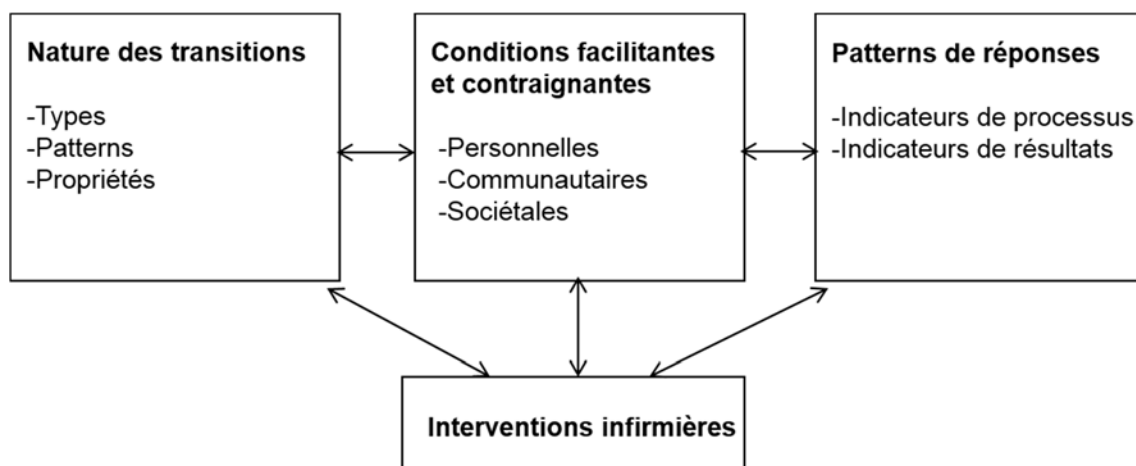 Nature des transitions
-Types
-Patterns
-Propriétés
Conditions facilitantes
et contraignantes
-Personnelles
-Communautaires
-Sociétales
Patterns de réponses
-Indicateurs de processus
-Indicateurs de résultats
Interventions infirmières